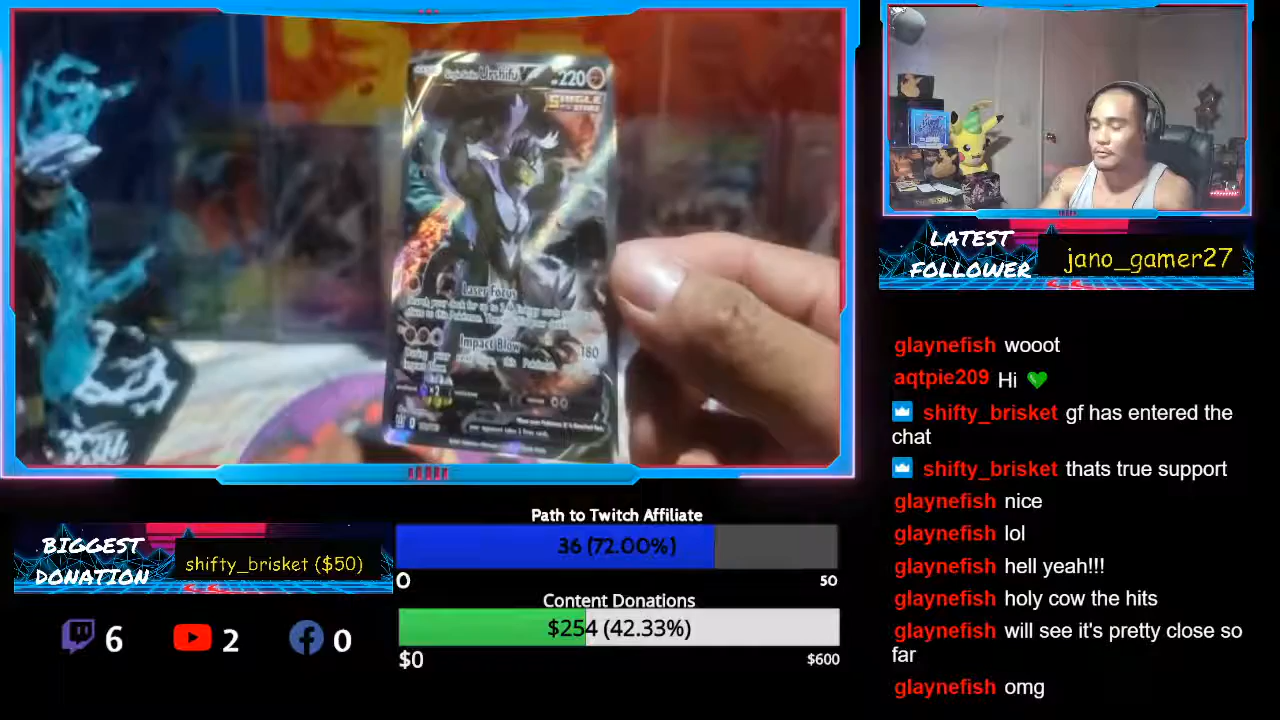 Single Strike Urshifu V 220
SINGLE STRIKE
Laser Focus
Impact Blow 180
×2
LATEST
FOLLOWER
jano_gamer27
glaynefish wooot
aqtpie209 Hi 💚
shifty_brisket gf has entered the
chat
shifty_brisket thats true support
glaynefish nice
glaynefish lol
glaynefish hell yeah!!!
glaynefish holy cow the hits
glaynefish will see it's pretty close so
far
glaynefish omg
BIGGEST
DONATION
shifty_brisket ($50)
Path to Twitch Affiliate
36 (72.00%)
0
50
Content Donations
$254 (42.33%)
$0
$600
6
2
0